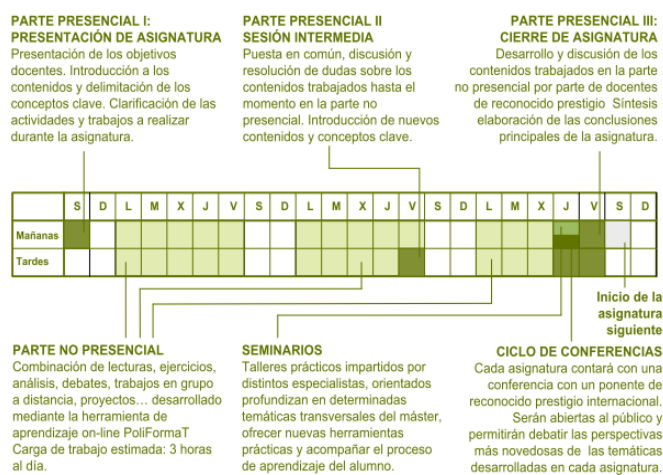 PARTE PRESENCIAL I:
PRESENTACIÓN DE ASIGNATURA
Presentación de los objetivos
docentes. Introducción a los
contenidos y delimitación de los
conceptos clave. Clarificación de las
actividades y trabajos a realizar
durante la asignatura.
PARTE PRESENCIAL II
SESIÓN INTERMEDIA
Puesta en común, discusión y
resolución de dudas sobre los
contenidos trabajados hasta el
momento en la parte no
presencial. Introducción de nuevos
contenidos y conceptos clave.
PARTE PRESENCIAL III:
CIERRE DE ASIGNATURA
Desarrollo y discusión de los
contenidos trabajados en la parte
no presencial por parte de docentes
de reconocido prestigio Síntesis
elaboración de las conclusiones
principales de la asignatura.
S D L M X J V S D L M X J V S D L M X J V S D
Mañanas
Tardes
Inicio de la
asignatura
siguiente
PARTE NO PRESENCIAL
Combinación de lecturas, ejercicios,
análisis, debates, trabajos en grupo
a distancia, proyectos... desarrollado
mediante la herramienta de
aprendizaje on-line PoliFormaT
Carga de trabajo estimada: 3 horas
al día.
SEMINARIOS
Talleres prácticos impartidos por
distintos especialistas, orientados
profundizan en determinadas
temáticas transversales del máster,
ofrecer nuevas herramientas
prácticas y acompañar el proceso
de aprendizaje del alumno.
CICLO DE CONFERENCIAS
Cada asignatura contará con una
conferencia con un ponente de
reconocido prestigio internacional.
Serán abiertas al público y
permitirán debatir las perspectivas
más novedosas de las temáticas
desarrolladas en cada asignatura.